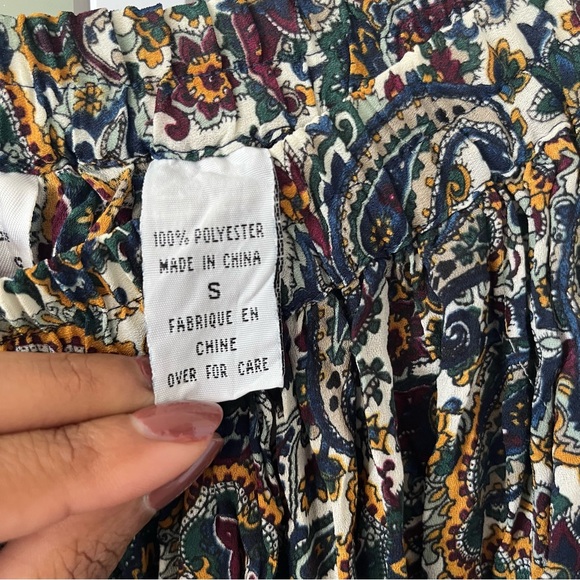 100% POLYESTER
MADE IN CHINA
S
FABRIQUE EN
CHINE
OVER FOR CARE
S